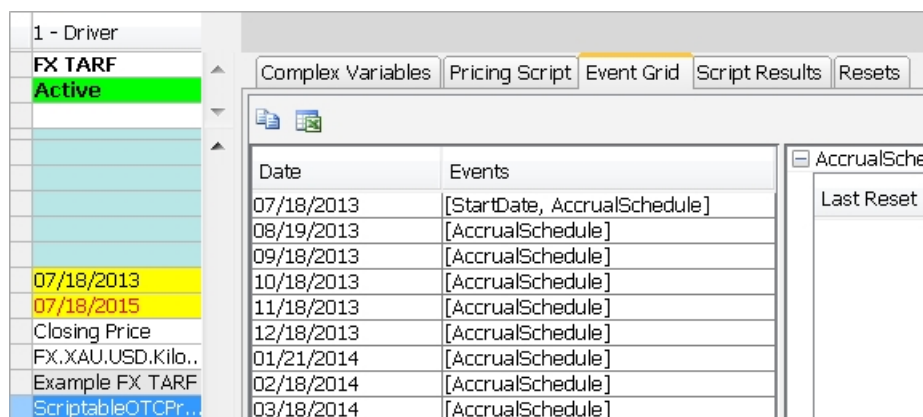 1 - Driver
FX TARF
Active
07/18/2013
07/18/2015
Closing Price
FX.XAU.USD.Kilo..
Example FX TARF
ScriptableOTCPr...
Complex Variables Pricing Script Event Grid Script Results Resets
Date Events
07/18/2013 [StartDate, AccrualSchedule]
08/19/2013 [AccrualSchedule]
09/18/2013 [AccrualSchedule]
10/18/2013 [AccrualSchedule]
11/18/2013 [AccrualSchedule]
12/18/2013 [AccrualSchedule]
01/21/2014 [AccrualSchedule]
02/18/2014 [AccrualSchedule]
03/18/2014 [AccrualSchedule]
AccrualSche
Last Reset